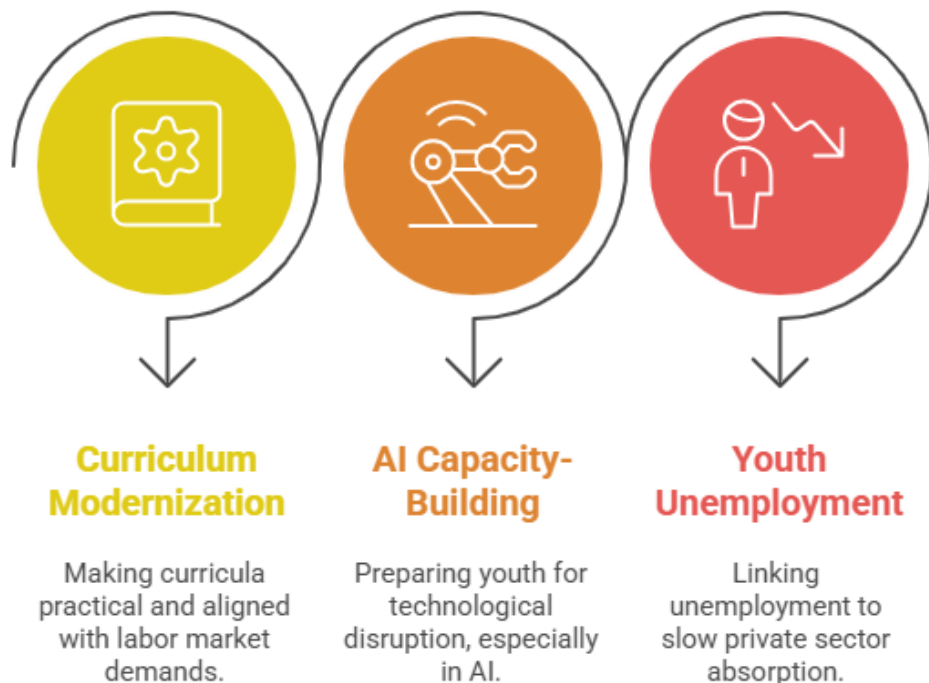 Curriculum
Modernization
Making curricula
practical and aligned
with labor market
demands.
AI Capacity-
Building
Preparing youth for
technological
disruption, especially
in AI.
Youth
Unemployment
Linking
unemployment to
slow private sector
absorption.